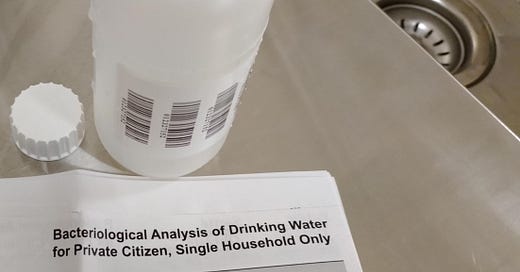 Bacteriological Analysis of Drinking Water
for Private Citizen, Single Household Only